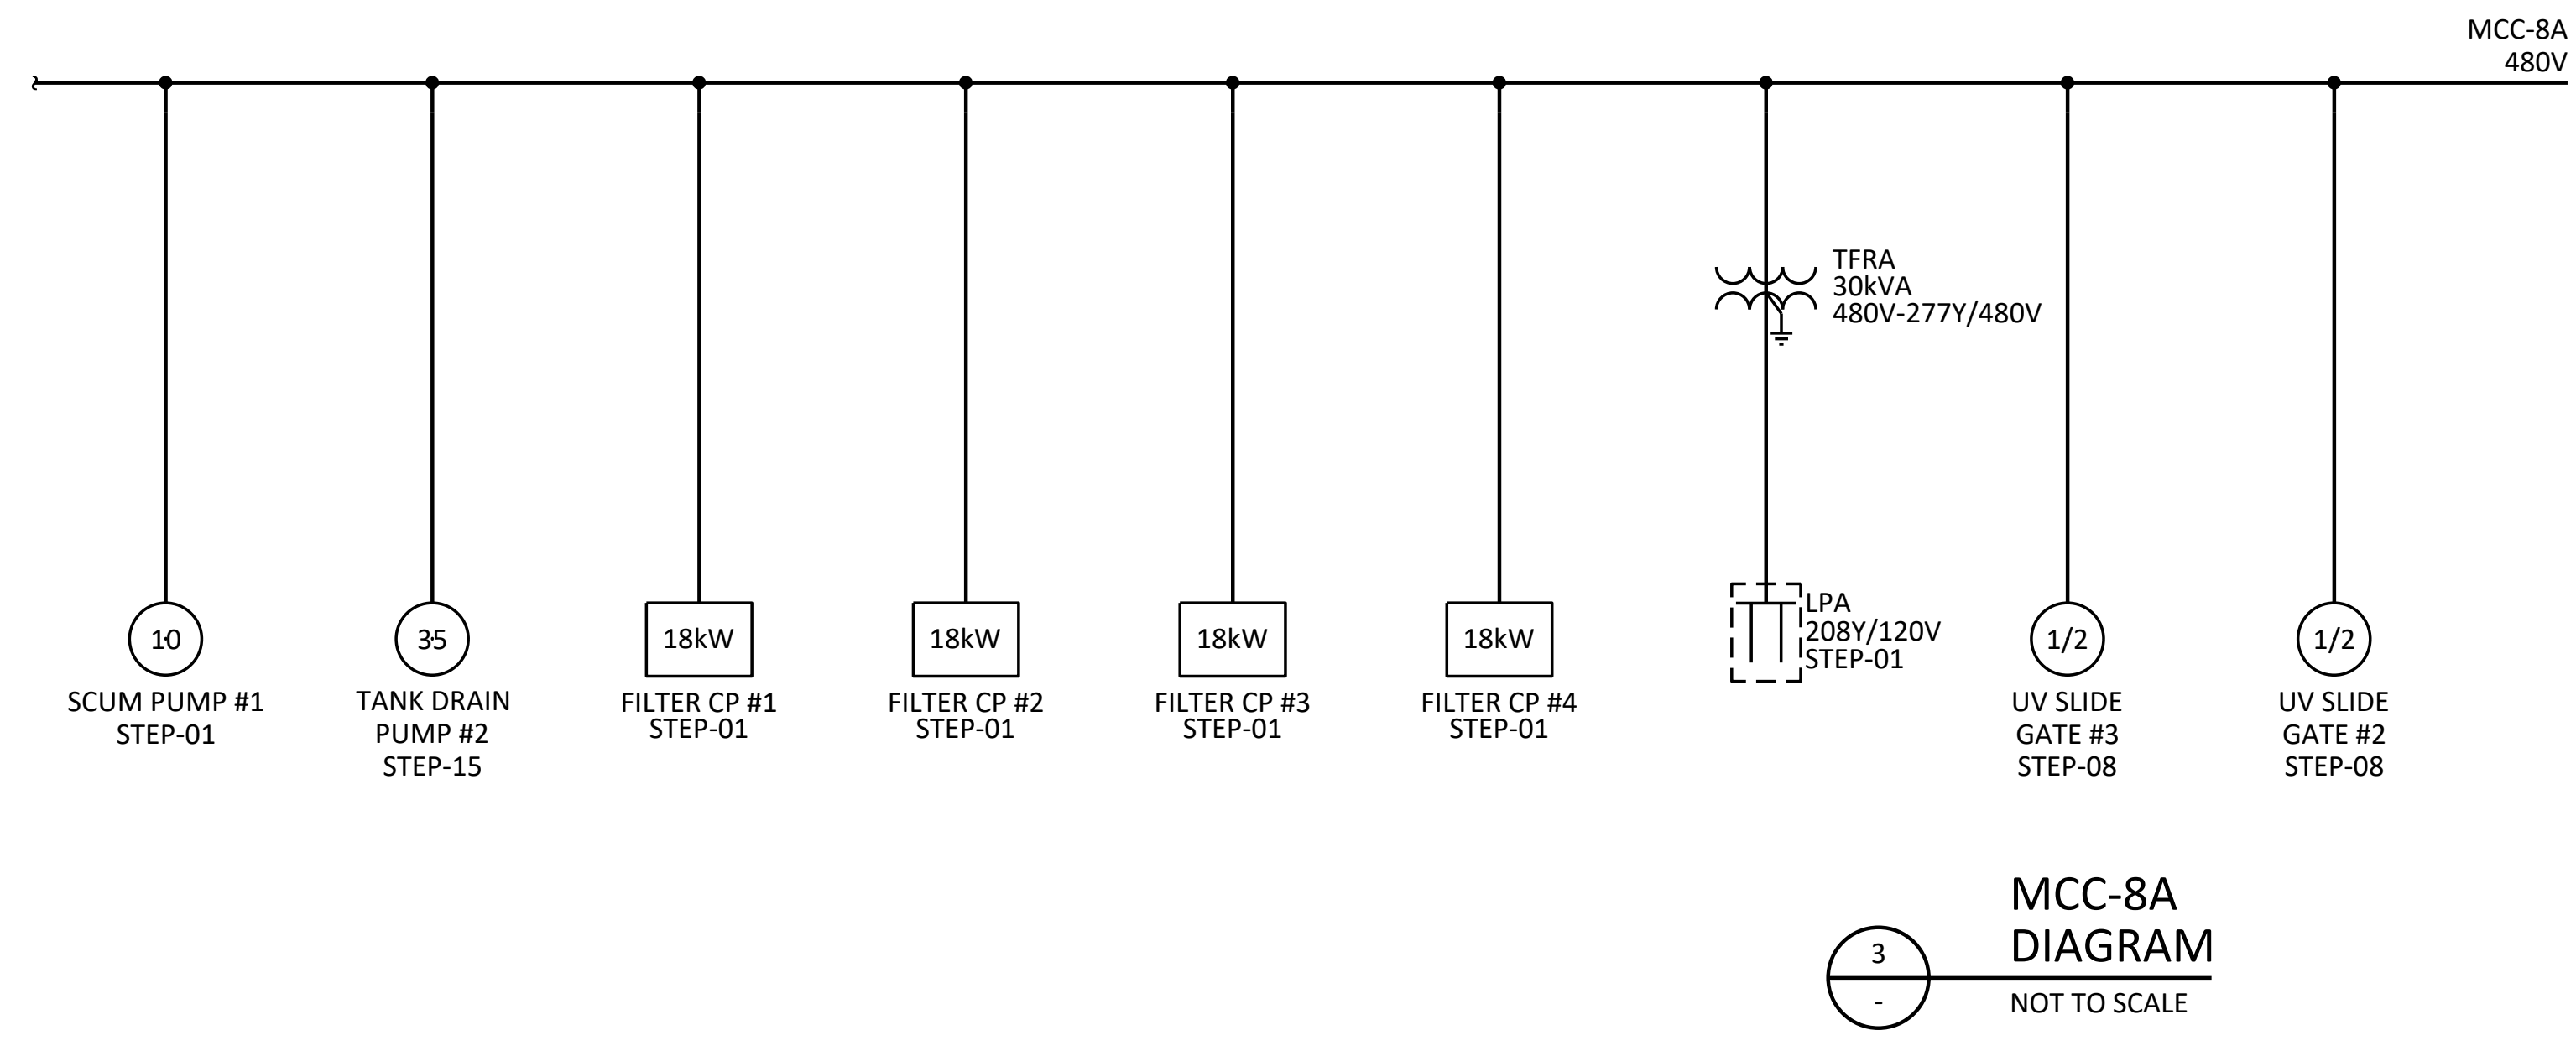 MCC-8A
480V
TFRA
30kVA
480V-277Y/480V
10
SCUM PUMP #1
STEP-01
35
TANK DRAIN
PUMP #2
STEP-15
18kW
FILTER CP #1
STEP-01
18kW
FILTER CP #2
STEP-01
18kW
FILTER CP #3
STEP-01
18kW
FILTER CP #4
STEP-01
LPA
208Y/120V
STEP-01
1/2
UV SLIDE
GATE #3
STEP-08
1/2
UV SLIDE
GATE #2
STEP-08
3
-
MCC-8A
DIAGRAM
NOT TO SCALE